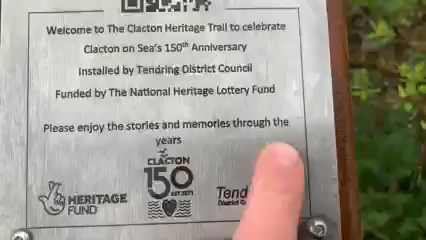 Welcome to The Clacton Heritage Trail to celebrate
Clacton on Sea's 150th Anniversary
Installed by Tendring District Council
Funded by The National Heritage Lottery Fund
Please enjoy the stories and memories through the
years
CLACTON
150
EST.1871
HERITAGE
FUND
Tend
District